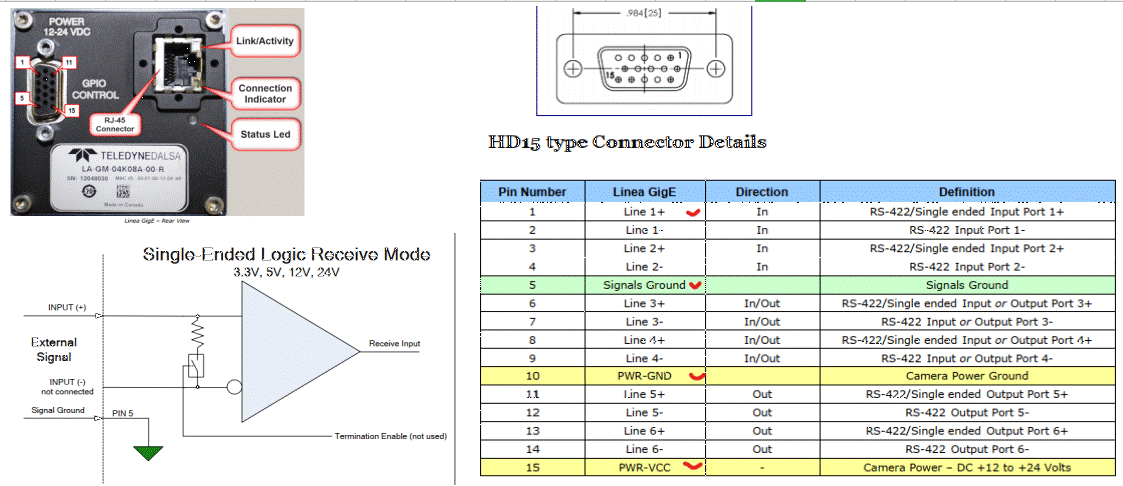 POWER
12-24 VDC
1
11
5
15
GPIO
CONTROL
Link/Activity
Connection
Indicator
RJ-45
Connector
Status Led
TELEDYNE DALSA
LA-GM-04K08A-00-R
SN: 12048030
Made in Canada
Linea GigE – Rear View
.984[25]
1
15
HD15 type Connector Details
Pin Number Linea GigE Direction Definition
1 Line 1+ In RS-422/Single ended Input Port 1+
2 Line 1- In RS-422 Input Port 1-
3 Line 2+ In RS-422/Single ended Input Port 2+
4 Line 2- In RS-422 Input Port 2-
5 Signals Ground Signals Ground
6 Line 3+ In/Out RS-422/Single ended Input or Output Port 3+
7 Line 3- In/Out RS-422 Input or Output Port 3-
8 Line 4+ In/Out RS-422/Single ended Input or Output Port 4+
9 Line 4- In/Out RS-422 Input or Output Port 4-
10 PWR-GND Camera Power Ground
11 Line 5+ Out RS-422/Single ended Output Port 5+
12 Line 5- Out RS-422 Output Port 5-
13 Line 6+ Out RS-422/Single ended Output Port 6+
14 Line 6- Out RS-422 Output Port 6-
15 PWR-VCC - Camera Power – DC +12 to +24 Volts
Single-Ended Logic Receive Mode
3.3V, 5V, 12V, 24V
INPUT (+)
External
Signal
Receive Input
INPUT (-)
not connected
Signal Ground
PIN 5
Termination Enable (not used)